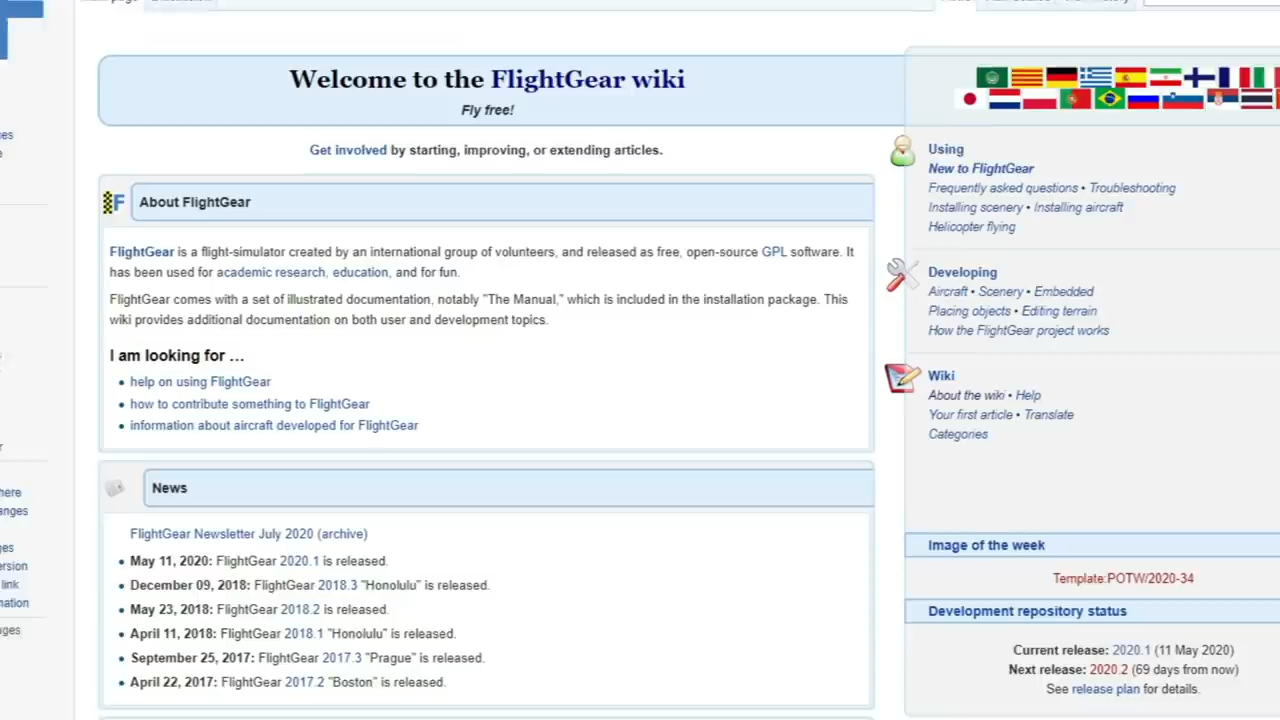 Welcome to the FlightGear wiki
Fly free!
Get involved by starting, improving, or extending articles.
About FlightGear
FlightGear is a flight-simulator created by an international group of volunteers, and released as free, open-source GPL software. It
has been used for academic research, education, and for fun.
FlightGear comes with a set of illustrated documentation, notably "The Manual," which is included in the installation package. This
wiki provides additional documentation on both user and development topics.
I am looking for …
• help on using FlightGear
• how to contribute something to FlightGear
• information about aircraft developed for FlightGear
News
FlightGear Newsletter July 2020 (archive)
• May 11, 2020: FlightGear 2020.1 is released.
• December 09, 2018: FlightGear 2018.3 "Honolulu" is released.
• May 23, 2018: FlightGear 2018.2 is released.
• April 11, 2018: FlightGear 2018.1 "Honolulu" is released.
• September 25, 2017: FlightGear 2017.3 "Prague" is released.
• April 22, 2017: FlightGear 2017.2 "Boston" is released.
Using
New to FlightGear
Frequently asked questions • Troubleshooting
Installing scenery • Installing aircraft
Helicopter flying
Developing
Aircraft • Scenery • Embedded
Placing objects • Editing terrain
How the FlightGear project works
Wiki
About the wiki • Help
Your first article • Translate
Categories
Image of the week
Template:POTW/2020-34
Development repository status
Current release: 2020.1 (11 May 2020)
Next release: 2020.2 (69 days from now)
See release plan for details.
here
link